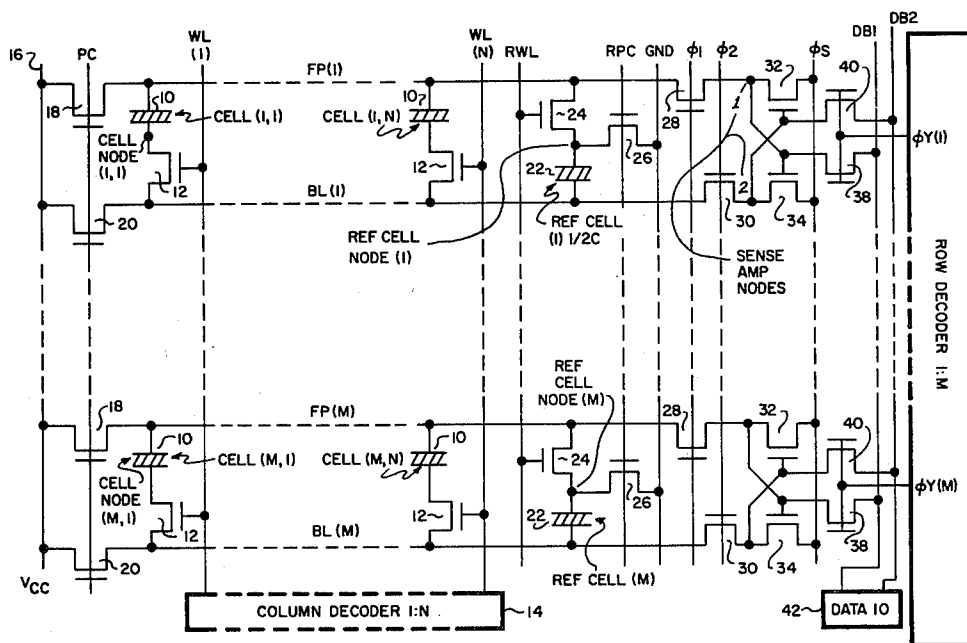 16 PC WL (1) WL (N) RWL RPC GND φ1 φ2 φS DB1 DB2
FP(1)
18 10 CELL (1,1) 10 CELL (1,N) 24 28 1 32 40
CELL NODE (1,1) 12 12 22 26 2 φY(1)
20 BL(1) 30 34 38
REF CELL NODE (1)
REF CELL (1) 1/2C
SENSE AMP NODES
ROW DECODER 1:M
REF CELL NODE (M)
18 FP(M) 28 32 40
10 CELL (M,1) CELL (M,N) 10 24
CELL NODE (M,1) 12 12 22 26 φY(M)
20 BL(M) 30 34 38
REF CELL (M)
VCC
COLUMN DECODER 1:N 14
42 DATA IO